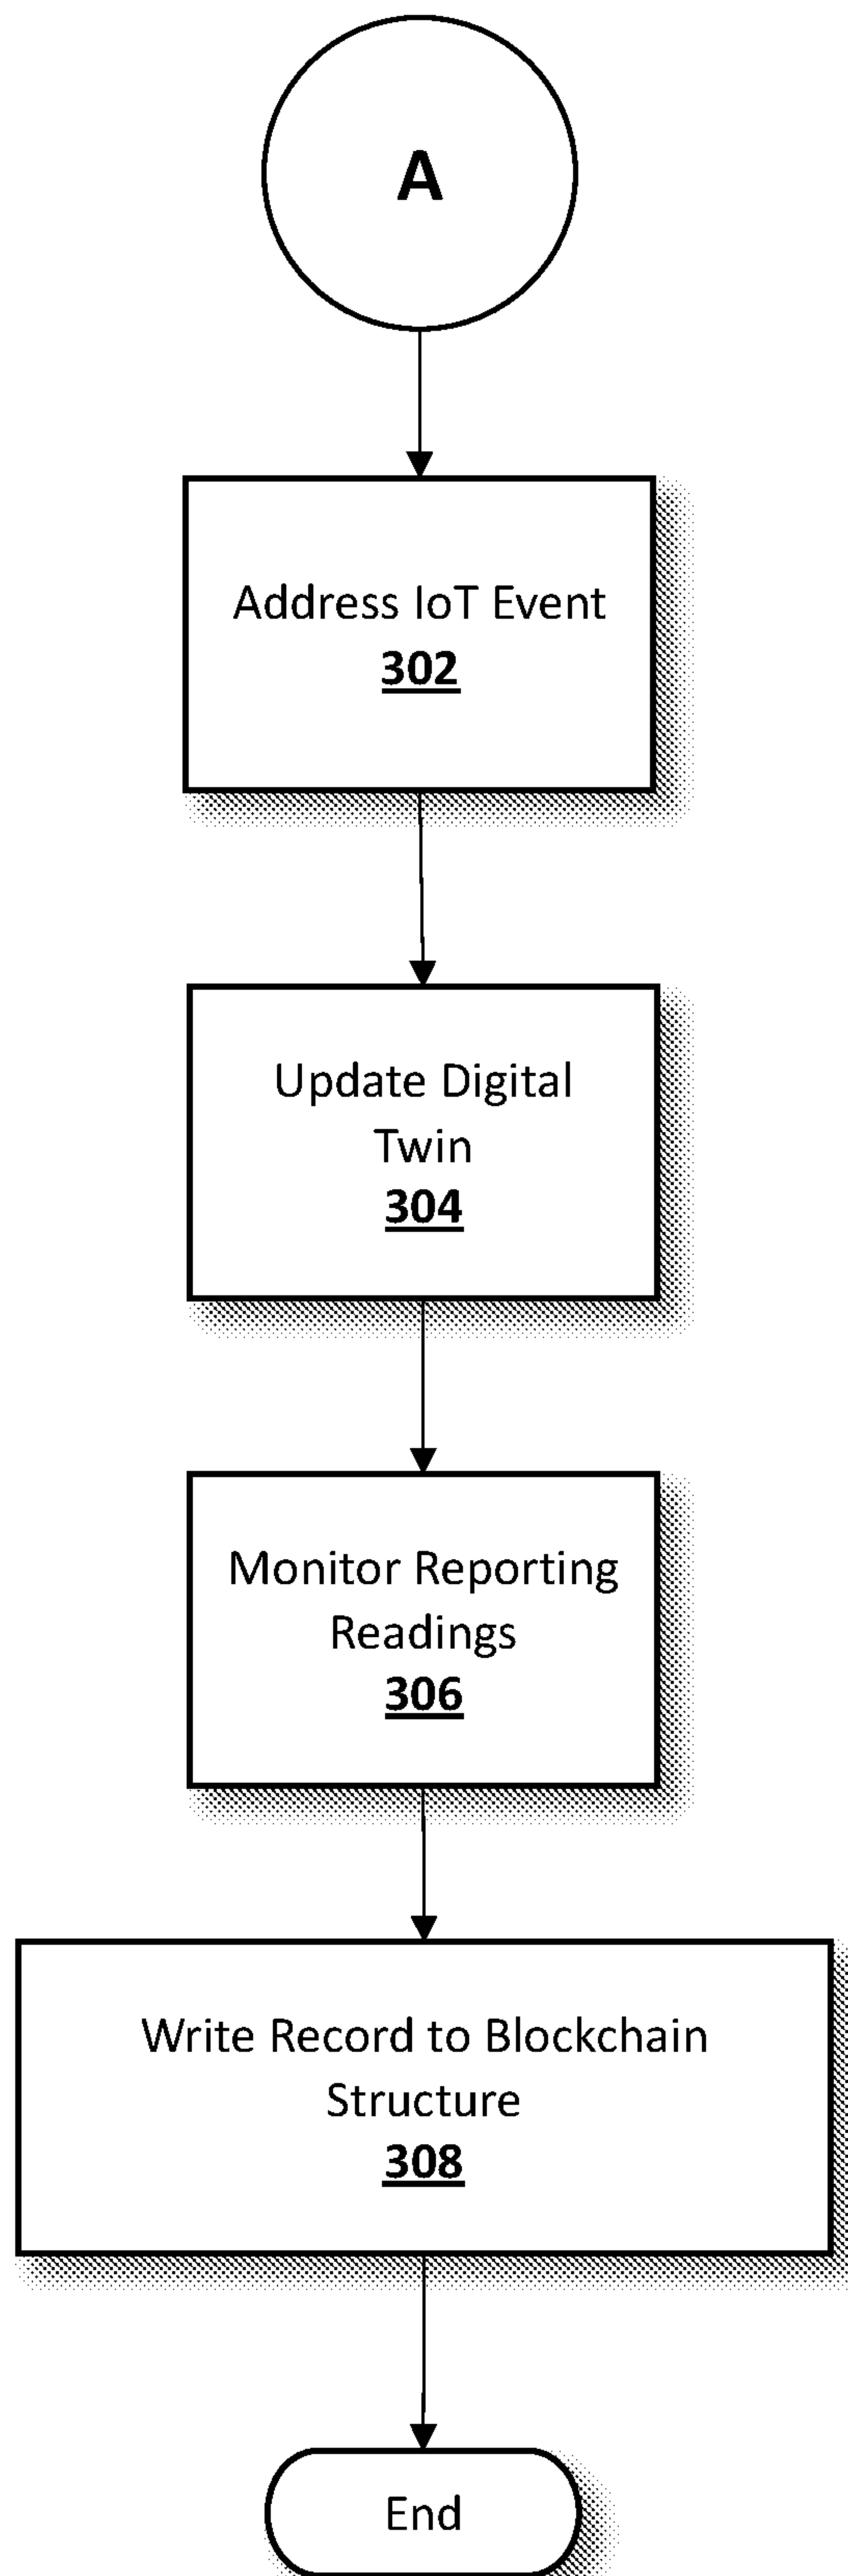 A
Address IoT Event
302
Update Digital
Twin
304
Monitor Reporting
Readings
306
Write Record to Blockchain
Structure
308
End